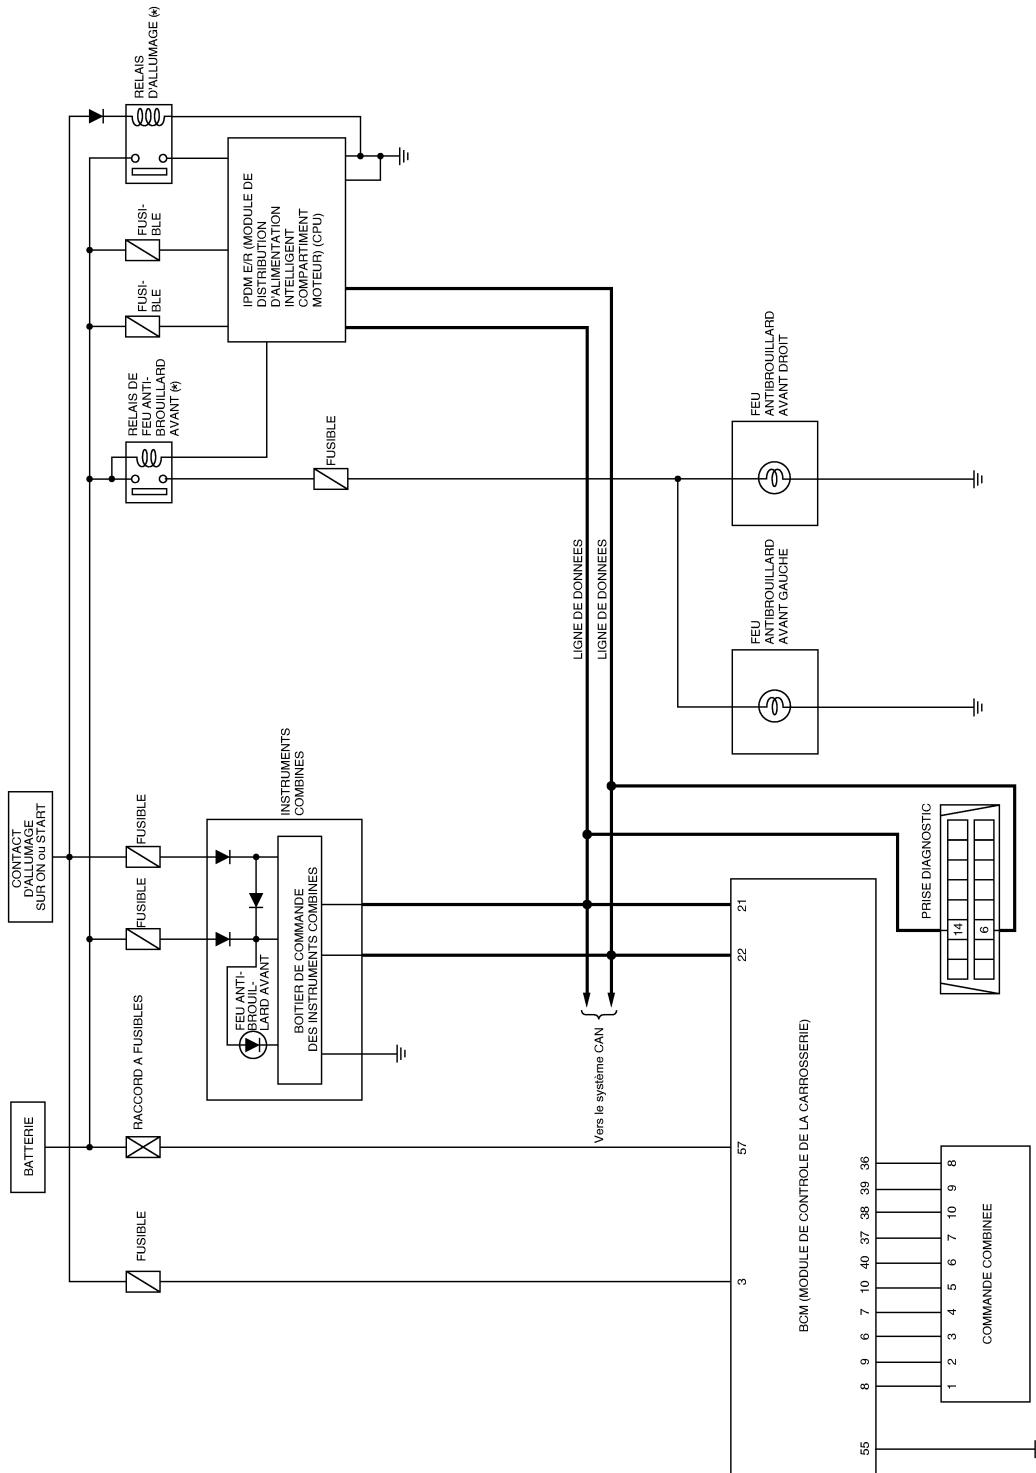 RELAIS
D'ALLUMAGE (*)
FUSI-
BLE
FUSI-
BLE
RELAIS DE
FEU ANTI-
BROUILLARD
AVANT (*)
IPDM E/R (MODULE DE
DISTRIBUTION
D'ALIMENTATION
INTELLIGENT
COMPARTIMENT
MOTEUR) (CPU)
FUSIBLE
FEU
ANTIBROUILLARD
AVANT DROIT
FEU
ANTIBROUILLARD
AVANT GAUCHE
LIGNE DE DONNEES
LIGNE DE DONNEES
CONTACT
D'ALLUMAGE
SUR ON ou START
FUSIBLE
FUSIBLE
INSTRUMENTS
COMBINES
FEU ANTI-
BROUIL-
LARD AVANT
BOITIER DE COMMANDE
DES INSTRUMENTS COMBINES
PRISE DIAGNOSTIC
14
6
21
22
Vers le système CAN
BATTERIE
RACCORD A FUSIBLES
57
FUSIBLE
3
BCM (MODULE DE CONTROLE DE LA CARROSSERIE)
36
39
38
37
40
10
7
6
9
8
55
8
9
10
7
6
5
4
3
2
1
COMMANDE COMBINEE